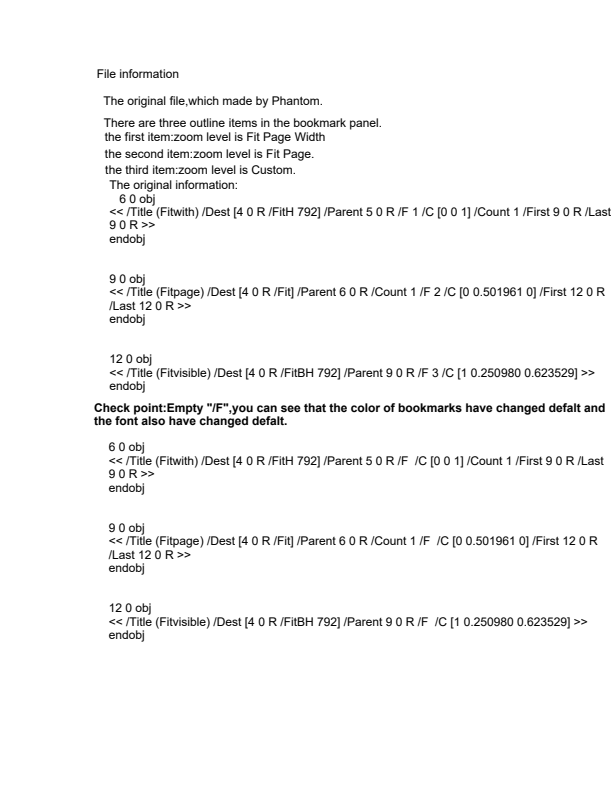 File information
The original file,which made by Phantom.
There are three outline items in the bookmark panel.
the first item:zoom level is Fit Page Width
the second item:zoom level is Fit Page.
the third item:zoom level is Custom.
The original information:
6 0 obj
<< /Title (Fitwith) /Dest [4 0 R /FitH 792] /Parent 5 0 R /F 1 /C [0 0 1] /Count 1 /First 9 0 R /Last
9 0 R >>
endobj
9 0 obj
<< /Title (Fitpage) /Dest [4 0 R /Fit] /Parent 6 0 R /Count 1 /F 2 /C [0 0.501961 0] /First 12 0 R
/Last 12 0 R >>
endobj
12 0 obj
<< /Title (Fitvisible) /Dest [4 0 R /FitBH 792] /Parent 9 0 R /F 3 /C [1 0.250980 0.623529] >>
endobj
Check point:Empty "/F",you can see that the color of bookmarks have changed defalt and
the font also have changed defalt.
6 0 obj
<< /Title (Fitwith) /Dest [4 0 R /FitH 792] /Parent 5 0 R /F  /C [0 0 1] /Count 1 /First 9 0 R /Last
9 0 R >>
endobj
9 0 obj
<< /Title (Fitpage) /Dest [4 0 R /Fit] /Parent 6 0 R /Count 1 /F  /C [0 0.501961 0] /First 12 0 R
/Last 12 0 R >>
endobj
12 0 obj
<< /Title (Fitvisible) /Dest [4 0 R /FitBH 792] /Parent 9 0 R /F  /C [1 0.250980 0.623529] >>
endobj